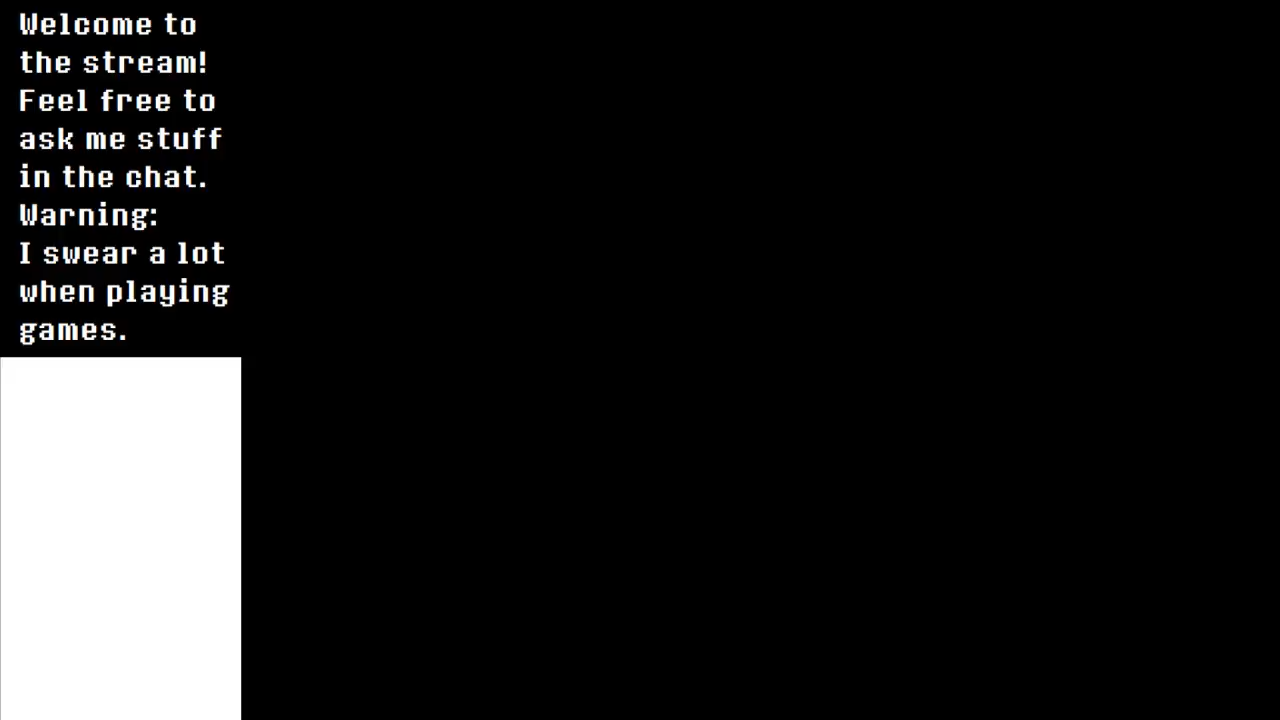 Welcome to
the stream!
Feel free to
ask me stuff
in the chat.
Warning:
I swear a lot
when playing
games.